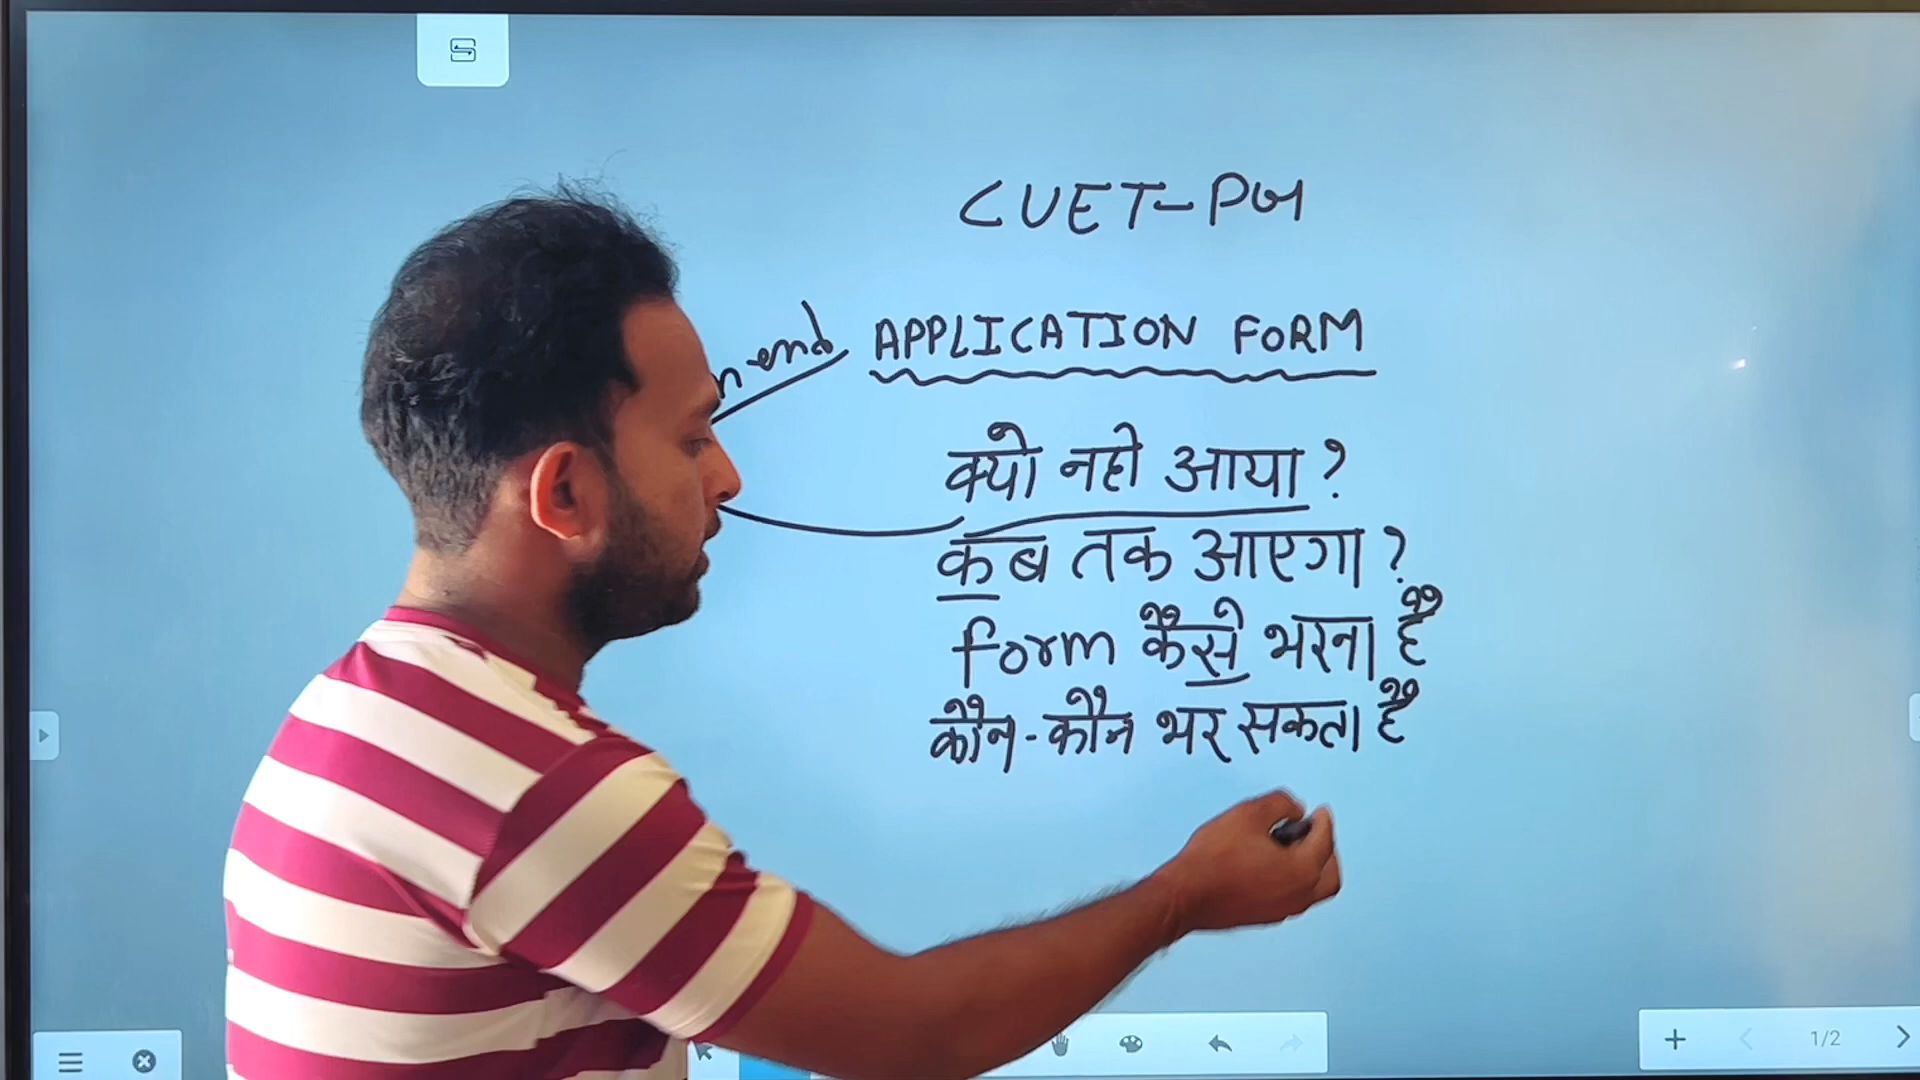 CUET-PG
APPLICATION FORM
क्यो नही आया ?
कब तक आएगा ?
form कैसे भरना है
कौन-कौन भर सकता है
1/2